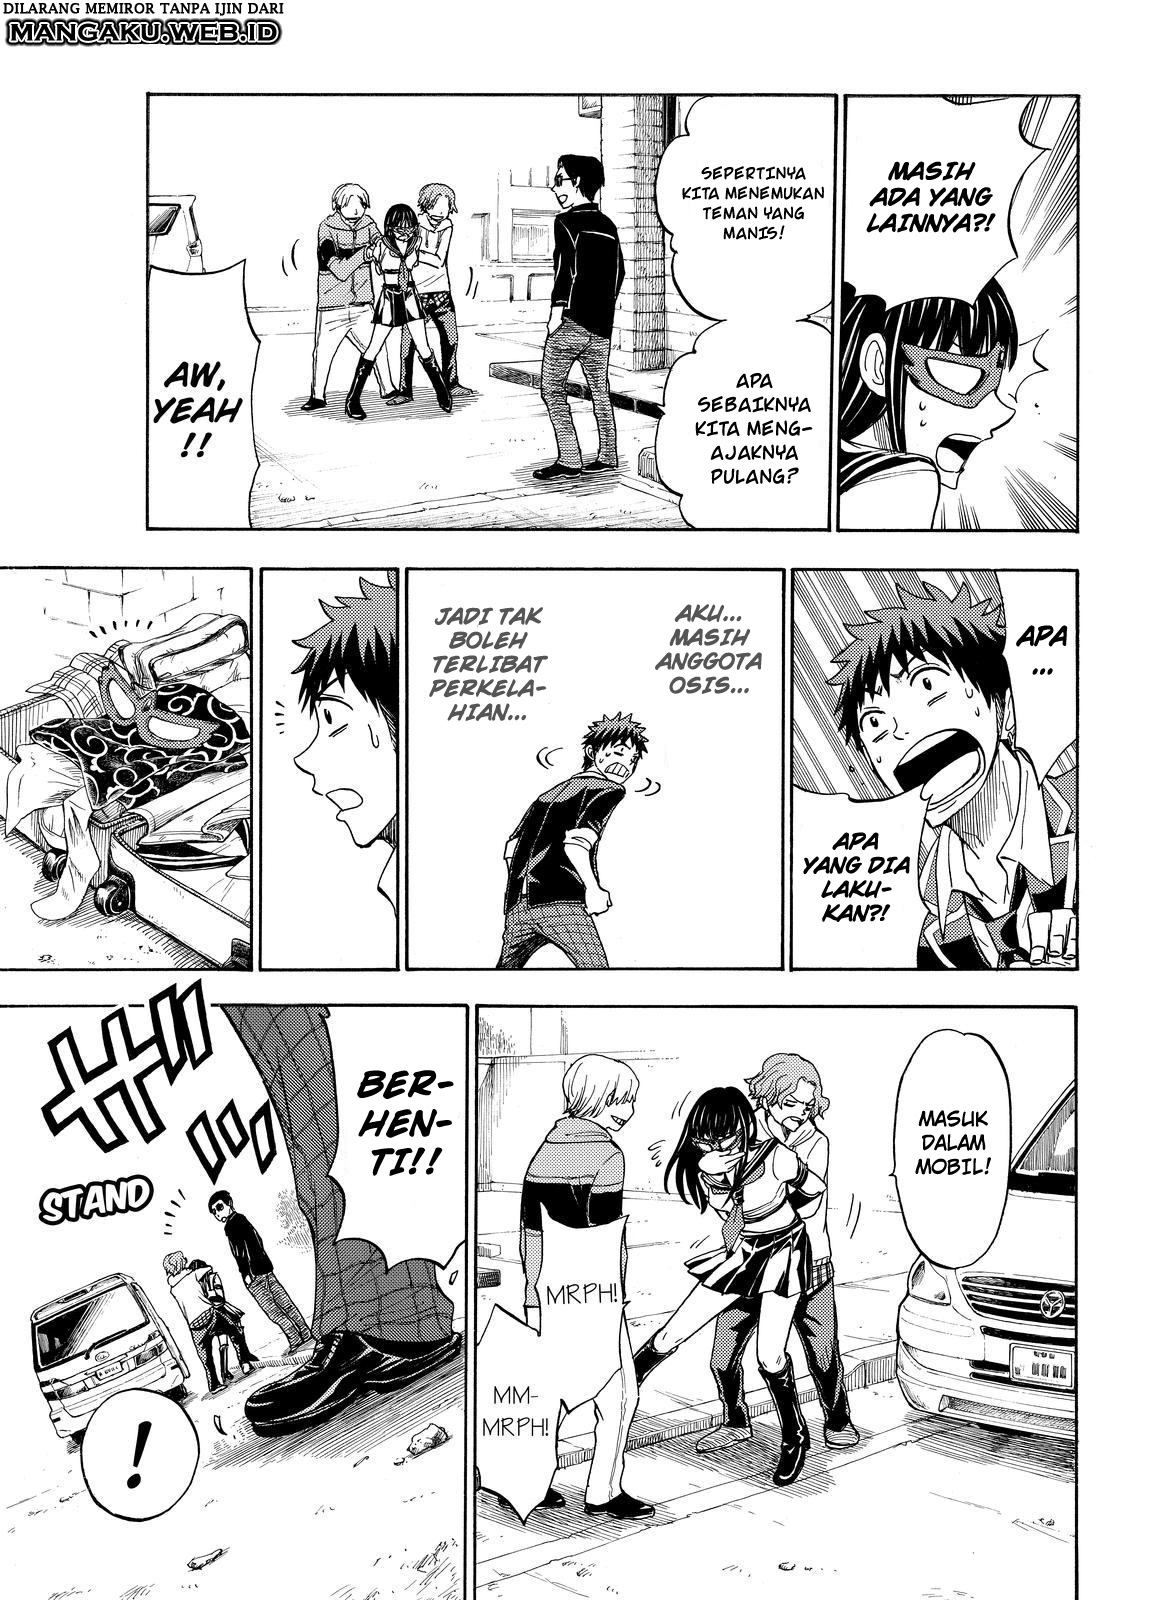 DILARANG MEMIROR TANPA IJIN DARI
MANGAKU.WEB.ID
MASIH
ADA YANG
LAINNYA?!
SEPERTINYA
KITA MENEMUKAN
TEMAN YANG
MANIS!
APA
SEBAIKNYA
KITA MENG-
AJAKNYA
PULANG?
AW,
YEAH
!!
APA
...
APA
YANG DIA
LAKU-
KAN?!
AKU...
MASIH
ANGGOTA
OSIS...
JADI TAK
BOLEH
TERLIBAT
PERKELA-
HIAN...
MASUK
DALAM
MOBIL!
MRPH!
MM-
MRPH!
BER-
HEN-
TI!!
STAND
!